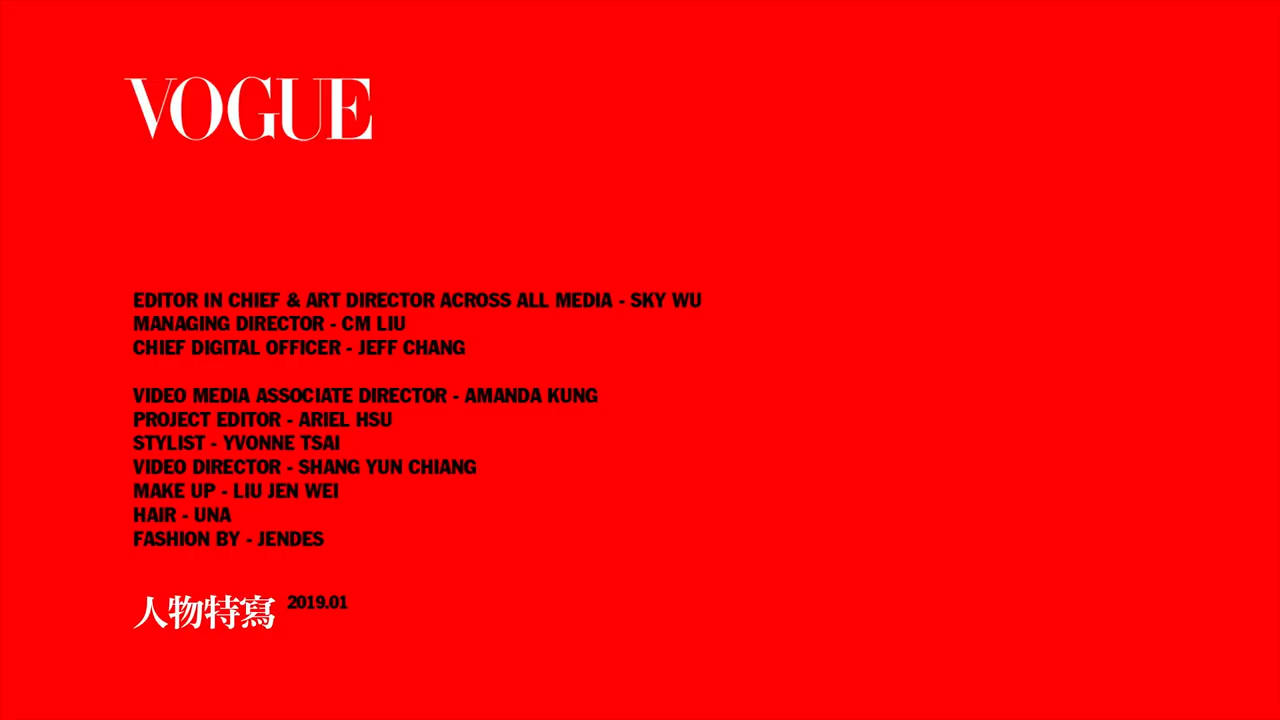 VOGUE
EDITOR IN CHIEF & ART DIRECTOR ACROSS ALL MEDIA - SKY WU
MANAGING DIRECTOR - CM LIU
CHIEF DIGITAL OFFICER - JEFF CHANG
VIDEO MEDIA ASSOCIATE DIRECTOR - AMANDA KUNG
PROJECT EDITOR - ARIEL HSU
STYLIST - YVONNE TSAI
VIDEO DIRECTOR - SHANG YUN CHIANG
MAKE UP - LIU JEN WEI
HAIR - UNA
FASHION BY - JENDES
人物特寫 2019.01